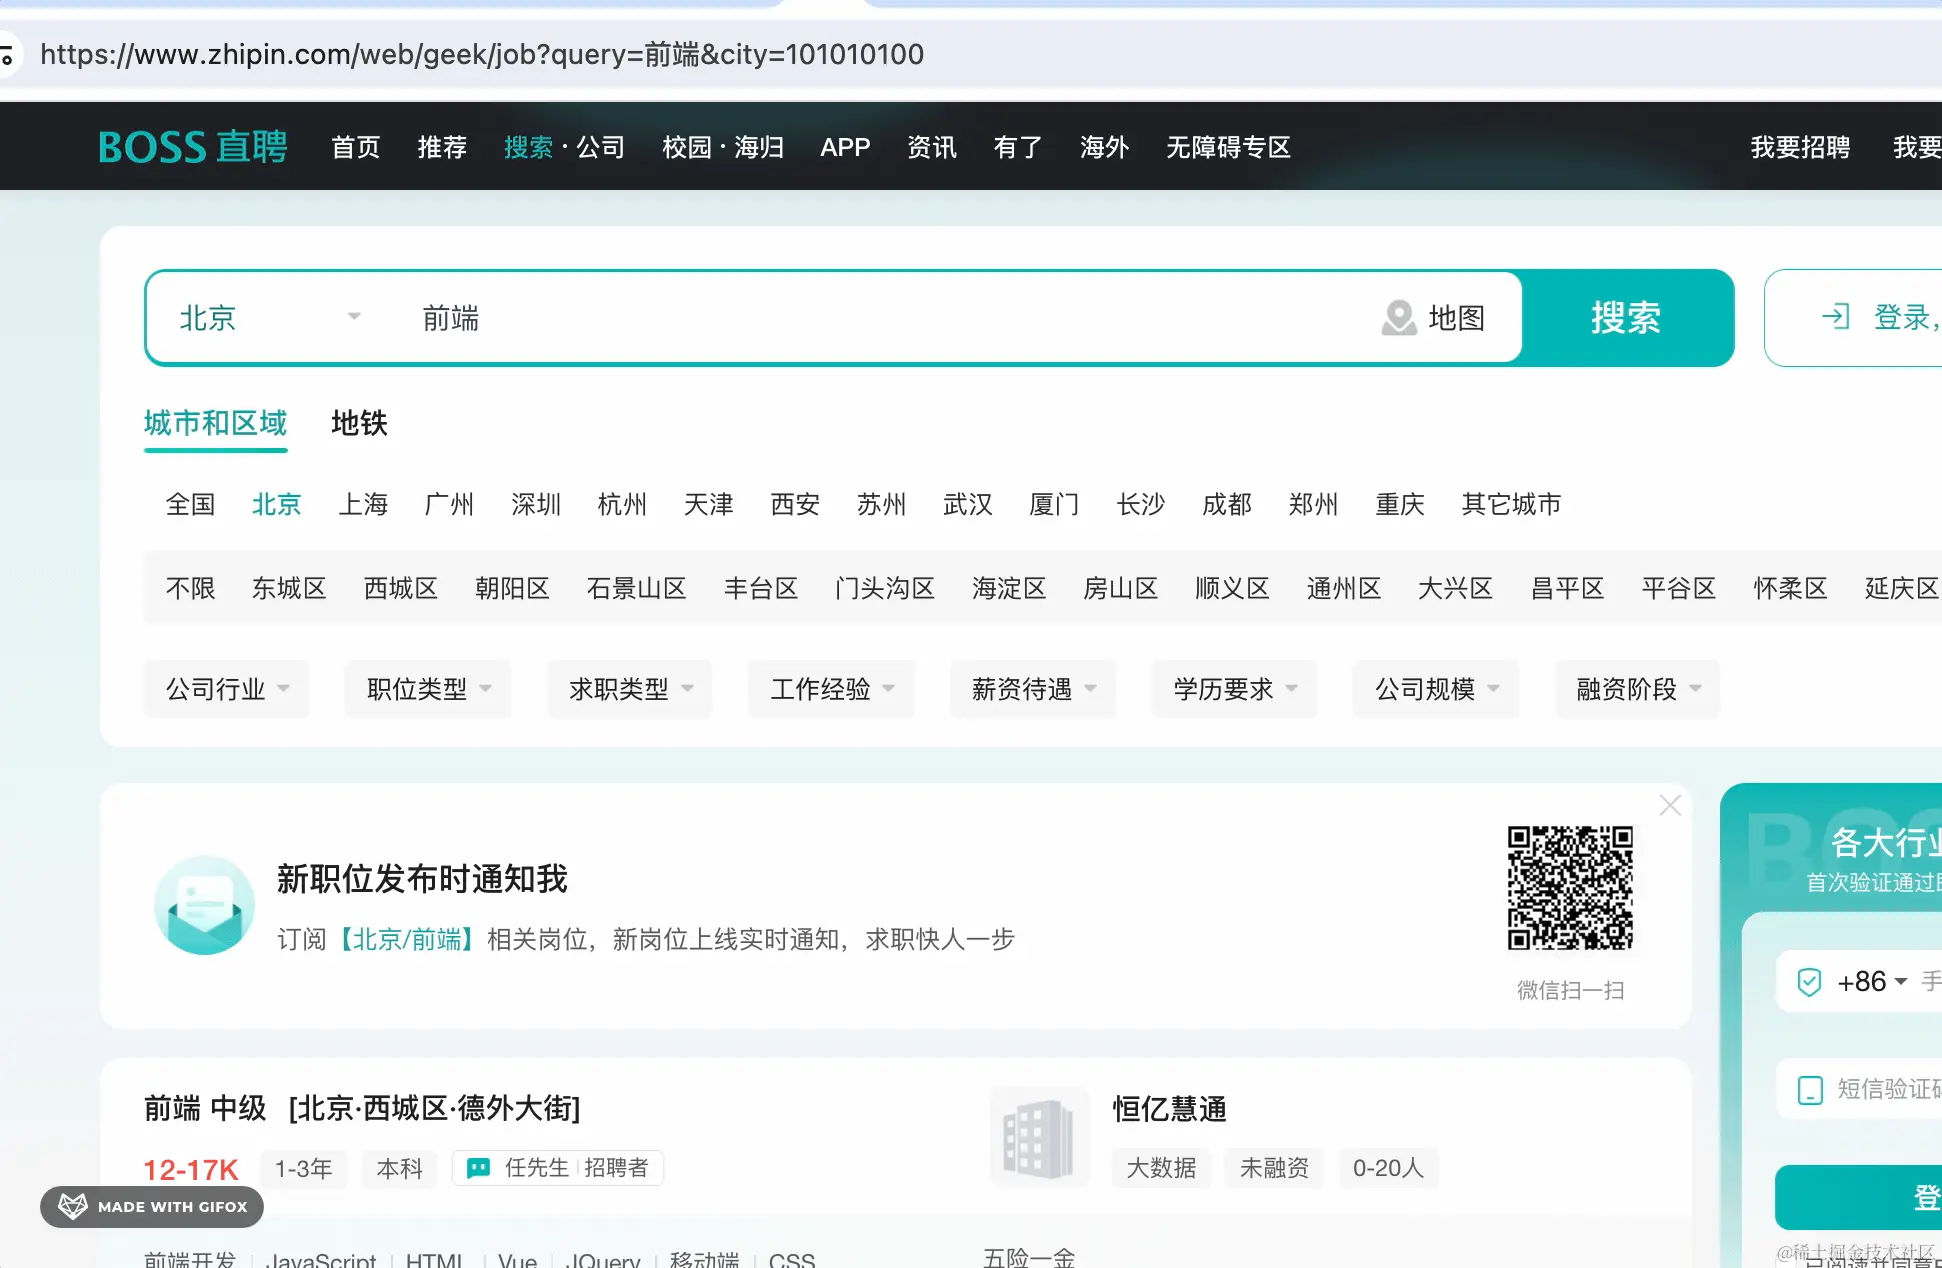 https://www.zhipin.com/web/geek/job?query=前端&city=101010100
BOSS 直聘 首页 推荐 搜索·公司 校园·海归 APP 资讯 有了 海外 无障碍专区 我要招聘 我要
北京 前端 地图 搜索 登录,
城市和区域 地铁
全国 北京 上海 广州 深圳 杭州 天津 西安 苏州 武汉 厦门 长沙 成都 郑州 重庆 其它城市
不限 东城区 西城区 朝阳区 石景山区 丰台区 门头沟区 海淀区 房山区 顺义区 通州区 大兴区 昌平区 平谷区 怀柔区 延庆区
公司行业 职位类型 求职类型 工作经验 薪资待遇 学历要求 公司规模 融资阶段
新职位发布时通知我
订阅【北京/前端】相关岗位，新岗位上线实时通知，求职快人一步
微信扫一扫
各大行业
首次验证通过即
+86 手
短信验证码
登
前端 中级 [北京·西城区·德外大街]
12-17K 1-3年 本科 任先生 招聘者
恒亿慧通
大数据 未融资 0-20人
MADE WITH GIFOX
前端开发 JavaScript HTML Vue JQuery 移动端 CSS
五险一金
@稀土掘金技术社区